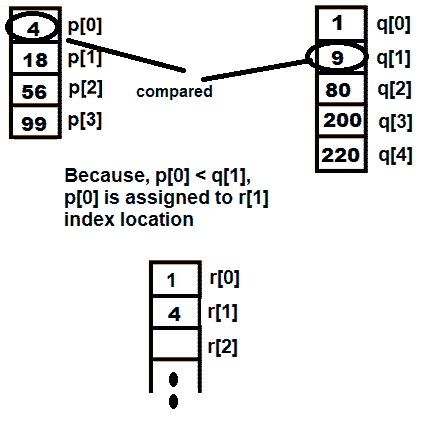 4 p[0]
18 p[1]
56 p[2]
99 p[3]
compared
1 q[0]
9 q[1]
80 q[2]
200 q[3]
220 q[4]
Because, p[0] < q[1],
p[0] is assigned to r[1]
index location
1 r[0]
4 r[1]
r[2]